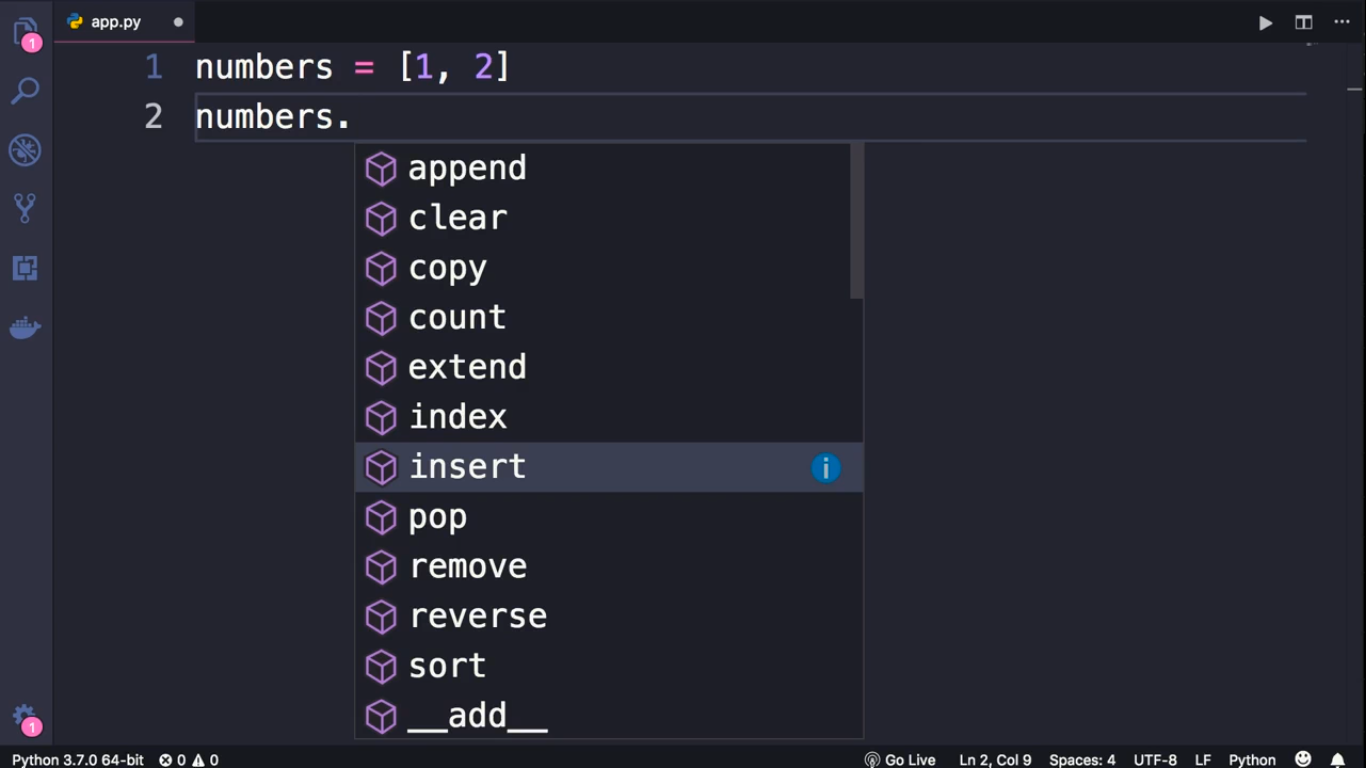 app.py
1 numbers = [1, 2]
2 numbers.
append
clear
copy
count
extend
index
insert
pop
remove
reverse
sort
__add__
1
1
Python 3.7.0 64-bit 0 0 Go Live Ln 2, Col 9 Spaces: 4 UTF-8 LF Python